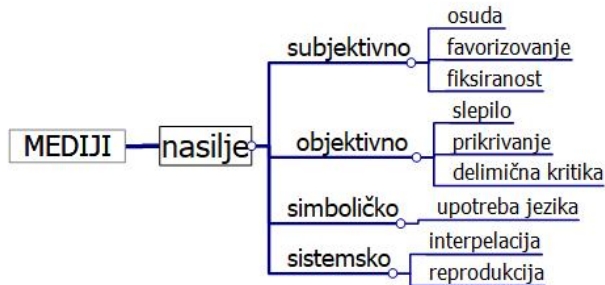 MEDIJI
nasilje
subjektivno
osuda
favorizovanje
fiksiranost
objektivno
slepilo
prikrivanje
delimična kritika
simboličko
upotreba jezika
sistemsko
interpelacija
reprodukcija